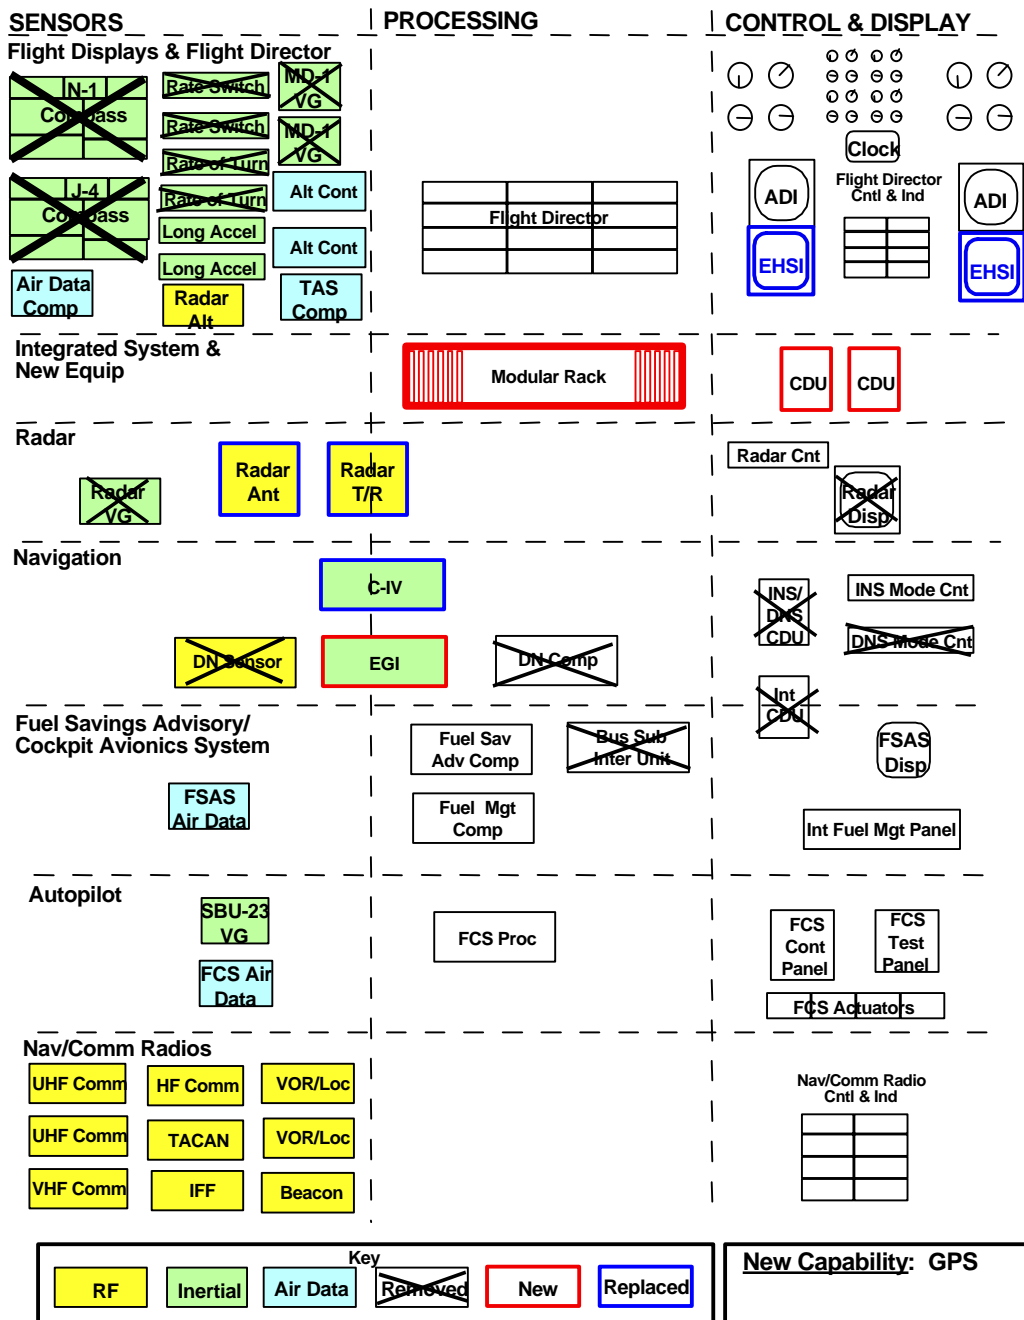 SENSORS
PROCESSING
CONTROL & DISPLAY
Flight Displays & Flight Director
N-1
Compass
Rate Switch
MD-1
VG
Rate Switch
MD-1
VG
Rate of Turn
J-4
Compass
Rate of Turn
Alt Cont
Long Accel
Alt Cont
Long Accel
Air Data
Comp
Radar
Alt
TAS
Comp
Flight Director
Clock
ADI
Flight Director
Cntl & Ind
ADI
EHSI
EHSI
Integrated System &
New Equip
Modular Rack
CDU
CDU
Radar
Radar
VG
Radar
Ant
Radar
T/R
Radar Cnt
Radar
Disp
Navigation
C-IV
DN Sensor
EGI
DN Comp
INS/
DNS
CDU
INS Mode Cnt
DNS Mode Cnt
Int
CDU
Fuel Savings Advisory/
Cockpit Avionics System
Fuel Sav
Adv Comp
Bus Sub
Inter Unit
FSAS
Disp
FSAS
Air Data
Fuel Mgt
Comp
Int Fuel Mgt Panel
Autopilot
SBU-23
VG
FCS Proc
FCS
Cont
Panel
FCS
Test
Panel
FCS Air
Data
FCS Actuators
Nav/Comm Radios
UHF Comm
HF Comm
VOR/Loc
UHF Comm
TACAN
VOR/Loc
VHF Comm
IFF
Beacon
Nav/Comm Radio
Cntl & Ind
Key
RF
Inertial
Air Data
Removed
New
Replaced
New Capability: GPS